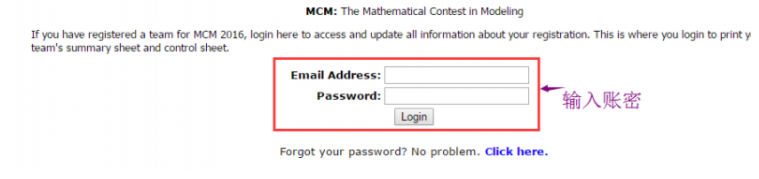 MCM: The Mathematical Contest in Modeling
If you have registered a team for MCM 2016, login here to access and update all information about your registration. This is where you login to print y
team's summary sheet and control sheet.
Email Address:
Password:
输入账密
Login
Forgot your password? No problem. Click here.